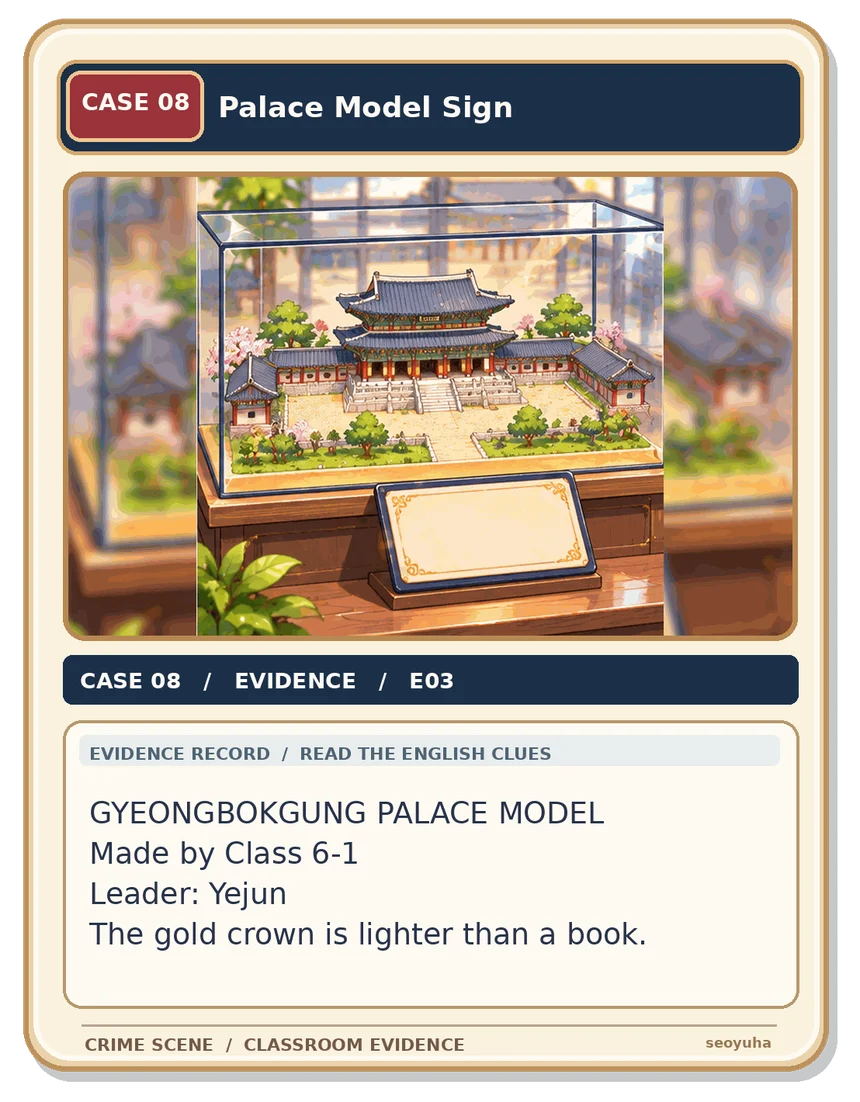 CASE 08
Palace Model Sign
CASE 08 / EVIDENCE / E03
EVIDENCE RECORD / READ THE ENGLISH CLUES
GYEONGBOKGUNG PALACE MODEL
Made by Class 6-1
Leader: Yejun
The gold crown is lighter than a book.
CRIME SCENE / CLASSROOM EVIDENCE
seoyuha